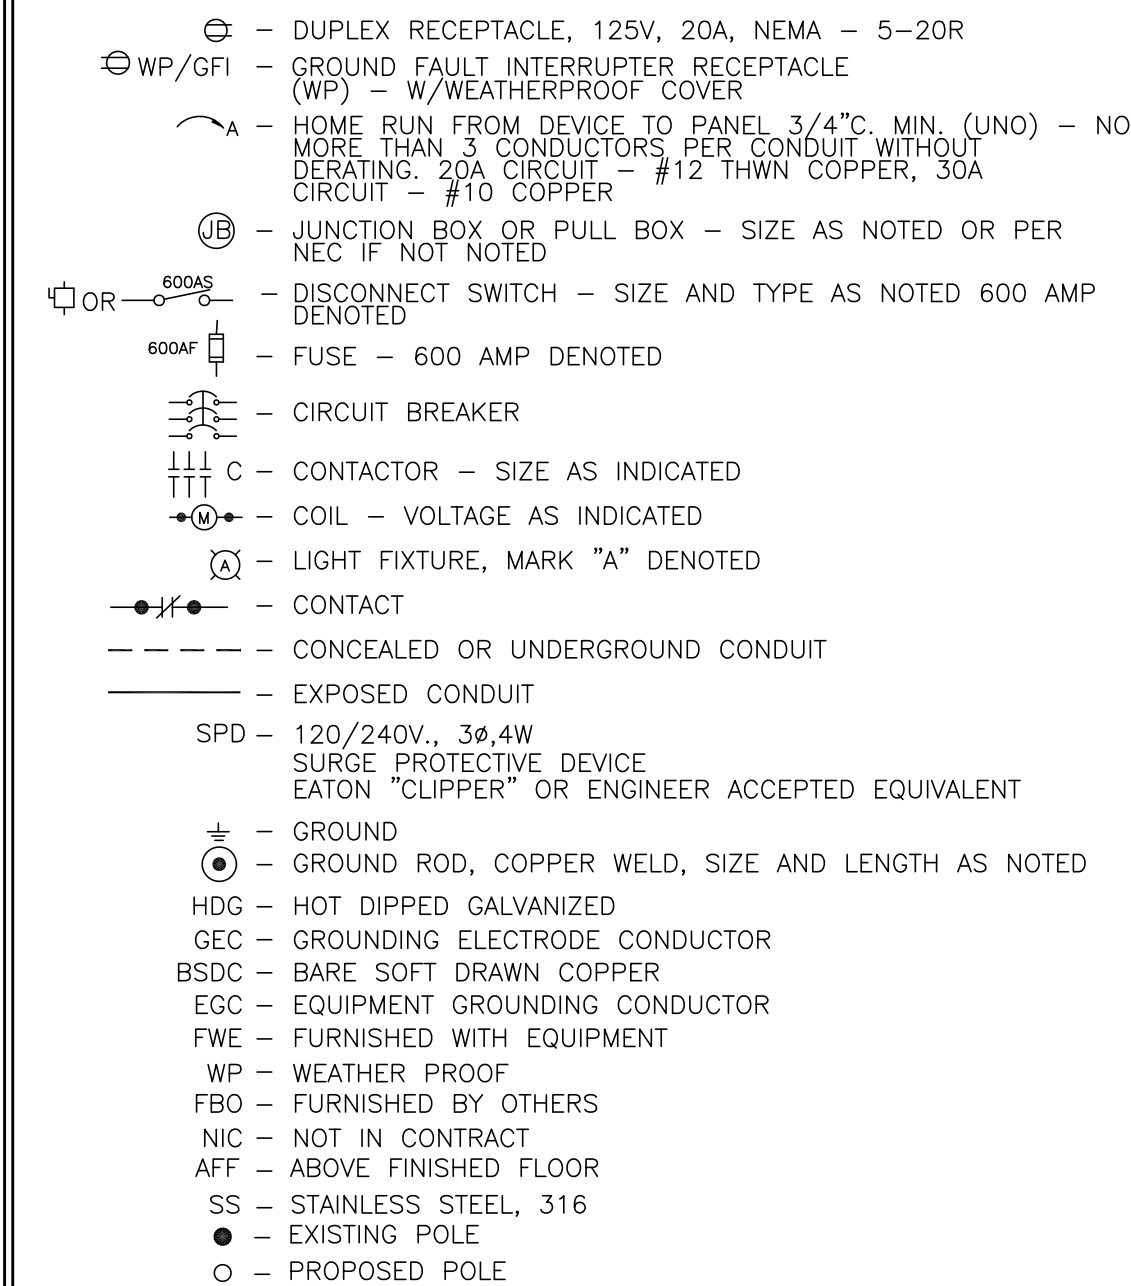 — DUPLEX RECEPTACLE, 125V, 20A, NEMA — 5—20R
WP/GFI — GROUND FAULT INTERRUPTER RECEPTACLE
(WP) — W/WEATHERPROOF COVER
A — HOME RUN FROM DEVICE TO PANEL 3/4"C. MIN. (UNO) — NO
MORE THAN 3 CONDUCTORS PER CONDUIT WITHOUT
DERATING. 20A CIRCUIT — #12 THWN COPPER, 30A
CIRCUIT — #10 COPPER
JB — JUNCTION BOX OR PULL BOX — SIZE AS NOTED OR PER
NEC IF NOT NOTED
OR 600AS — DISCONNECT SWITCH — SIZE AND TYPE AS NOTED 600 AMP
DENOTED
600AF — FUSE — 600 AMP DENOTED
— CIRCUIT BREAKER
C — CONTACTOR — SIZE AS INDICATED
M — COIL — VOLTAGE AS INDICATED
A — LIGHT FIXTURE, MARK "A" DENOTED
— CONTACT
— CONCEALED OR UNDERGROUND CONDUIT
— EXPOSED CONDUIT
SPD — 120/240V., 3ø,4W
SURGE PROTECTIVE DEVICE
EATON "CLIPPER" OR ENGINEER ACCEPTED EQUIVALENT
— GROUND
— GROUND ROD, COPPER WELD, SIZE AND LENGTH AS NOTED
HDG — HOT DIPPED GALVANIZED
GEC — GROUNDING ELECTRODE CONDUCTOR
BSDC — BARE SOFT DRAWN COPPER
EGC — EQUIPMENT GROUNDING CONDUCTOR
FWE — FURNISHED WITH EQUIPMENT
WP — WEATHER PROOF
FBO — FURNISHED BY OTHERS
NIC — NOT IN CONTRACT
AFF — ABOVE FINISHED FLOOR
SS — STAINLESS STEEL, 316
— EXISTING POLE
— PROPOSED POLE